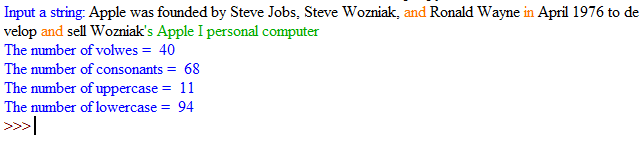 Input a string: Apple was founded by Steve Jobs, Steve Wozniak, and Ronald Wayne in April 1976 to de
velop and sell Wozniak's Apple I personal computer
The number of volwes =  40
The number of consonants =  68
The number of uppercase =  11
The number of lowercase =  94
>>>